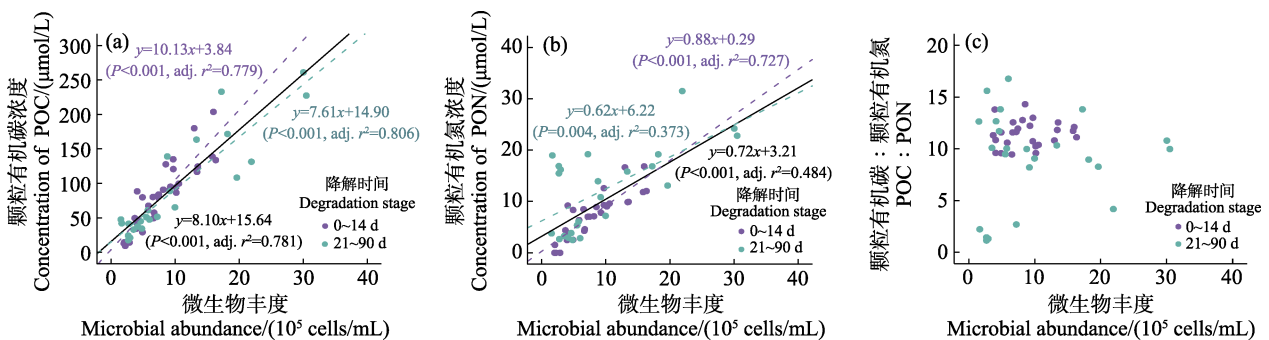 (a)
y=10.13x+3.84
(P<0.001, adj. r²=0.779)
y=7.61x+14.90
(P<0.001, adj. r²=0.806)
y=8.10x+15.64
(P<0.001, adj. r²=0.781)
降解时间
Degradation stage
0~14 d
21~90 d
颗粒有机碳浓度
Concentration of POC/(μmol/L)
300
250
200
150
100
50
0
0 10 20 30 40
微生物丰度
Microbial abundance/(10⁵ cells/mL)
(b)
y=0.88x+0.29
(P<0.001, adj. r²=0.727)
y=0.62x+6.22
(P=0.004, adj. r²=0.373)
y=0.72x+3.21
(P<0.001, adj. r²=0.484)
降解时间
Degradation stage
0~14 d
21~90 d
颗粒有机氮浓度
Concentration of PON/(μmol/L)
40
30
20
10
0
0 10 20 30 40
微生物丰度
Microbial abundance/(10⁵ cells/mL)
(c)
降解时间
Degradation stage
0~14 d
21~90 d
颗粒有机碳：颗粒有机氮
POC：PON
20
15
10
5
0
0 10 20 30 40
微生物丰度
Microbial abundance/(10⁵ cells/mL)